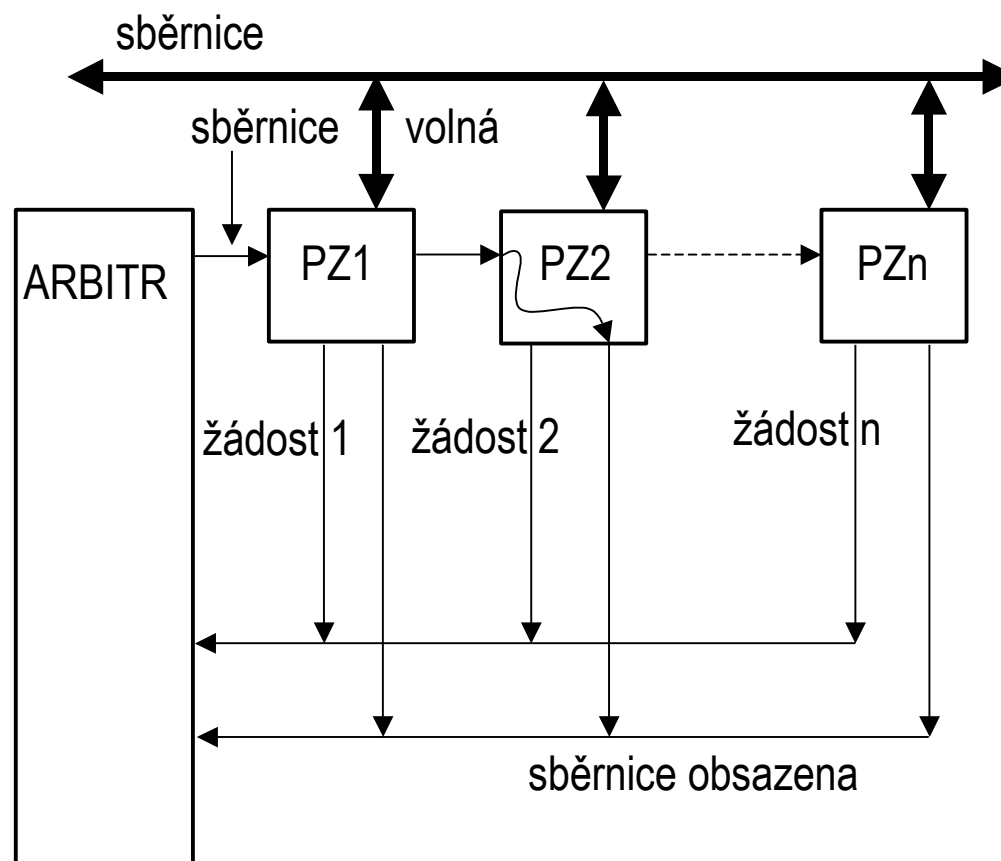 sběrnice
sběrnice volná
ARBITR
PZ1
PZ2
PZn
žádost 1
žádost 2
žádost n
sběrnice obsazena